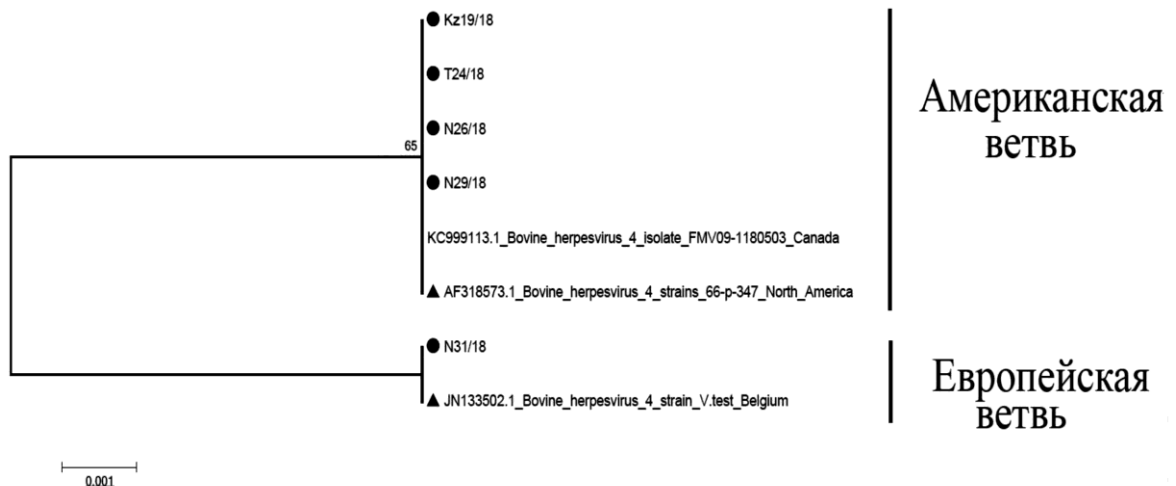 Kz19/18
T24/18
N26/18
65
N29/18
KC999113.1_Bovine_herpesvirus_4_isolate_FMV09-1180503_Canada
AF318573.1_Bovine_herpesvirus_4_strains_66-p-347_North_America
Американская
ветвь
N31/18
JN133502.1_Bovine_herpesvirus_4_strain_V.test_Belgium
Европейская
ветвь
0.001